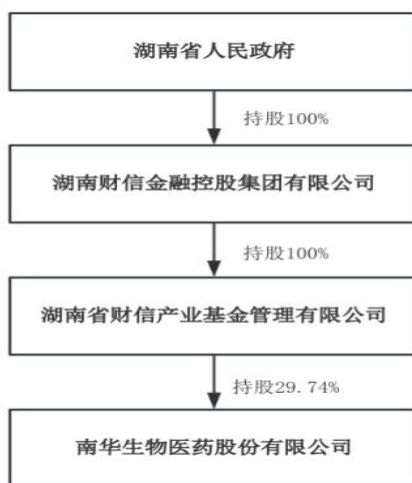 湖南省人民政府
持股100%
湖南财信金融控股集团有限公司
持股100%
湖南省财信产业基金管理有限公司
持股29.74%
南华生物医药股份有限公司